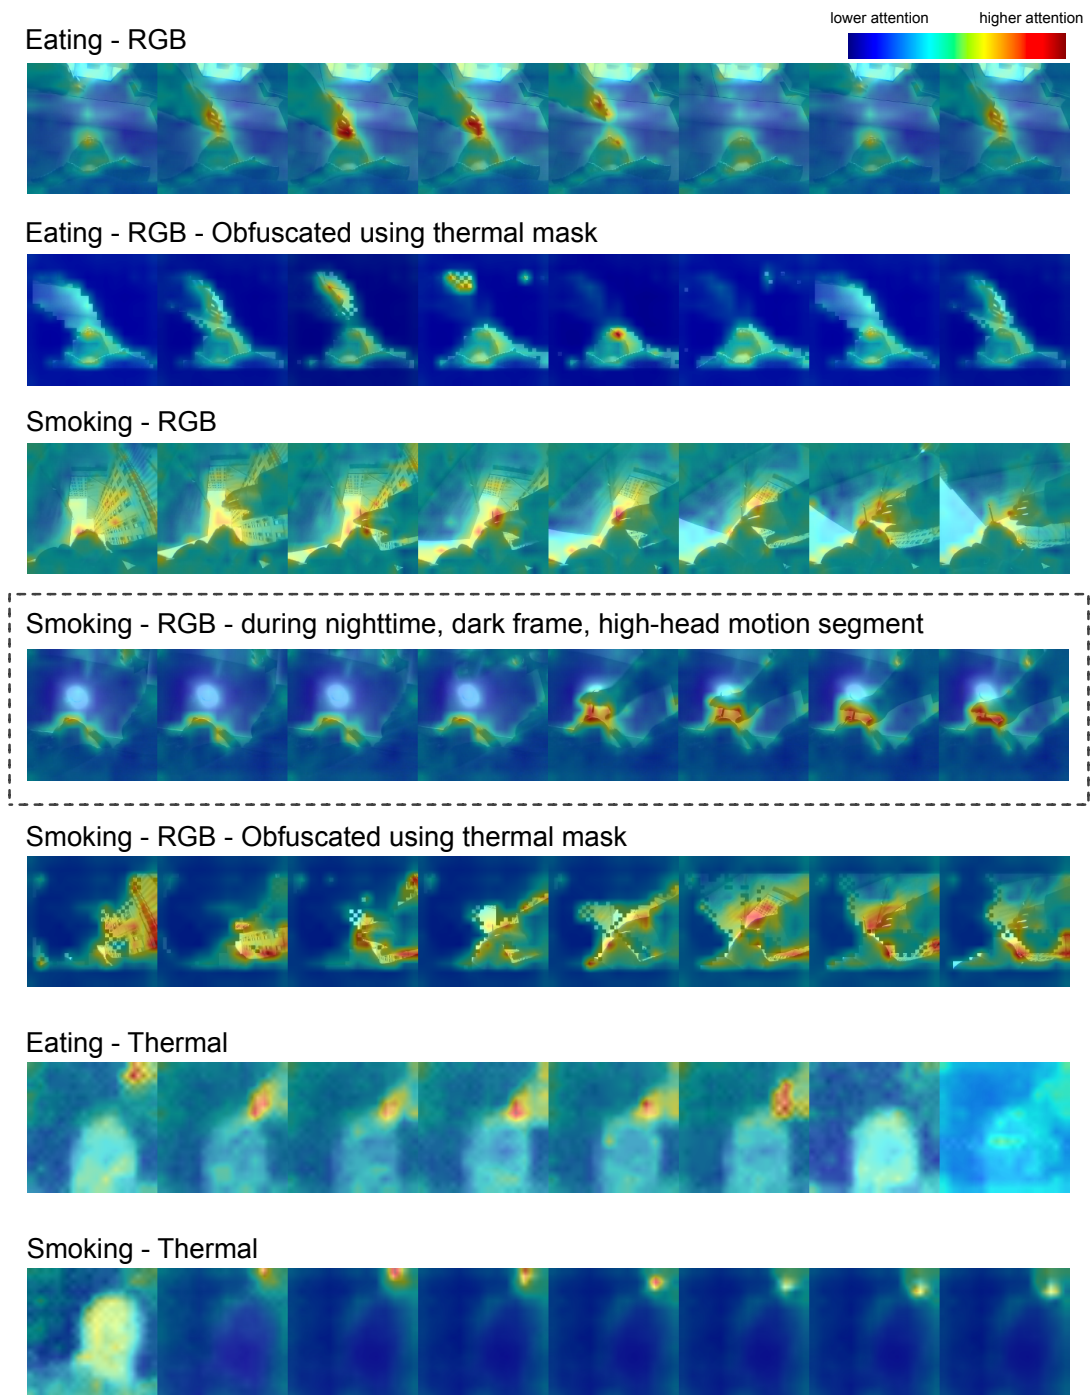 lower attention higher attention
Eating - RGB
Eating - RGB - Obfuscated using thermal mask
Smoking - RGB
Smoking - RGB - during nighttime, dark frame, high-head motion segment
Smoking - RGB - Obfuscated using thermal mask
Eating - Thermal
Smoking - Thermal